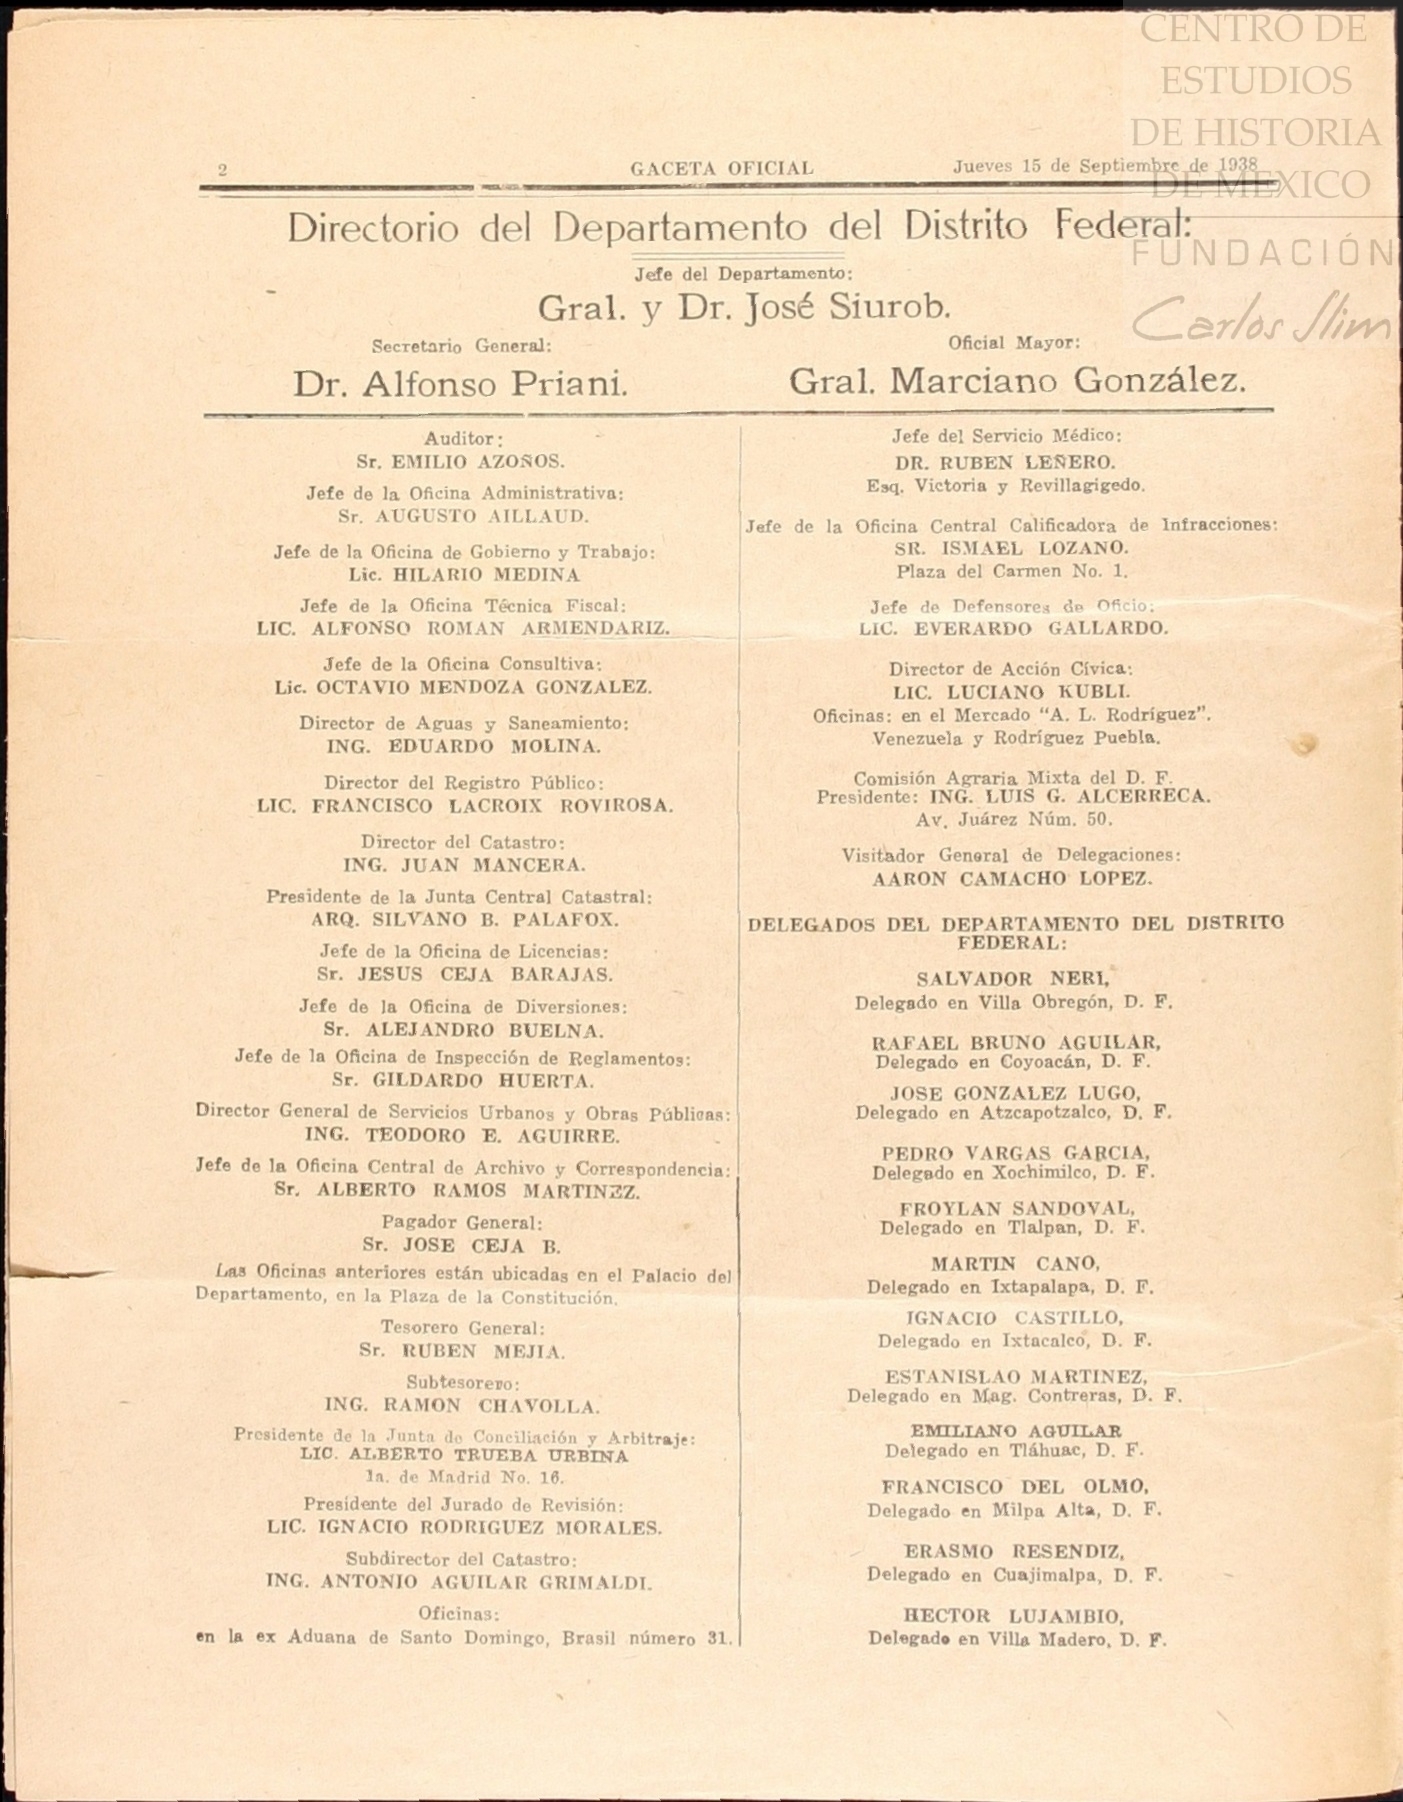 CENTRO DE
ESTUDIOS
DE HISTORIA
DE MEXICO
FUNDACIÓN
Carlos Slim
2
GACETA OFICIAL
Jueves 15 de Septiembre de 1938
Directorio del Departamento del Distrito Federal:
Jefe del Departamento:
Gral. y Dr. José Siurob.
Secretario General:
Dr. Alfonso Priani.
Oficial Mayor:
Gral. Marciano González.
Auditor:
Sr. EMILIO AZOÑOS.
Jefe de la Oficina Administrativa:
Sr. AUGUSTO AILLAUD.
Jefe de la Oficina de Gobierno y Trabajo:
Lic. HILARIO MEDINA
Jefe de la Oficina Técnica Fiscal:
LIC. ALFONSO ROMAN ARMENDARIZ.
Jefe de la Oficina Consultiva:
Lic. OCTAVIO MENDOZA GONZALEZ.
Director de Aguas y Saneamiento:
ING. EDUARDO MOLINA.
Director del Registro Público:
LIC. FRANCISCO LACROIX ROVIROSA.
Director del Catastro:
ING. JUAN MANCERA.
Presidente de la Junta Central Catastral:
ARQ. SILVANO B. PALAFOX.
Jefe de la Oficina de Licencias:
Sr. JESUS CEJA BARAJAS.
Jefe de la Oficina de Diversiones:
Sr. ALEJANDRO BUELNA.
Jefe de la Oficina de Inspección de Reglamentos:
Sr. GILDARDO HUERTA.
Director General de Servicios Urbanos y Obras Públicas:
ING. TEODORO E. AGUIRRE.
Jefe de la Oficina Central de Archivo y Correspondencia:
Sr. ALBERTO RAMOS MARTINEZ.
Pagador General:
Sr. JOSE CEJA B.
Las Oficinas anteriores están ubicadas en el Palacio del
Departamento, en la Plaza de la Constitución.
Tesorero General:
Sr. RUBEN MEJIA.
Subtesorero:
ING. RAMON CHAVOLLA.
Presidente de la Junta de Conciliación y Arbitraje:
LIC. ALBERTO TRUEBA URBINA
1a. de Madrid No. 16.
Presidente del Jurado de Revisión:
LIC. IGNACIO RODRIGUEZ MORALES.
Subdirector del Catastro:
ING. ANTONIO AGUILAR GRIMALDI.
Oficinas:
en la ex Aduana de Santo Domingo, Brasil número 31.
Jefe del Servicio Médico:
DR. RUBEN LEÑERO.
Esq. Victoria y Revillagigedo.
Jefe de la Oficina Central Calificadora de Infracciones:
SR. ISMAEL LOZANO.
Plaza del Carmen No. 1.
Jefe de Defensores de Oficio:
LIC. EVERARDO GALLARDO.
Director de Acción Cívica:
LIC. LUCIANO KUBLI.
Oficinas: en el Mercado "A. L. Rodríguez".
Venezuela y Rodríguez Puebla.
Comisión Agraria Mixta del D. F.
Presidente: ING. LUIS G. ALCERRECA.
Av. Juárez Núm. 50.
Visitador General de Delegaciones:
AARON CAMACHO LOPEZ.
DELEGADOS DEL DEPARTAMENTO DEL DISTRITO
FEDERAL:
SALVADOR NERI,
Delegado en Villa Obregón, D. F.
RAFAEL BRUNO AGUILAR,
Delegado en Coyoacán, D. F.
JOSE GONZALEZ LUGO,
Delegado en Atzcapotzalco, D. F.
PEDRO VARGAS GARCIA,
Delegado en Xochimilco, D. F.
FROYLAN SANDOVAL,
Delegado en Tlalpan, D. F.
MARTIN CANO,
Delegado en Ixtapalapa, D. F.
IGNACIO CASTILLO,
Delegado en Ixtacalco, D. F.
ESTANISLAO MARTINEZ,
Delegado en Mag. Contreras, D. F.
EMILIANO AGUILAR
Delegado en Tláhuac, D. F.
FRANCISCO DEL OLMO,
Delegado en Milpa Alta, D. F.
ERASMO RESENDIZ,
Delegado en Cuajimalpa, D. F.
HECTOR LUJAMBIO,
Delegado en Villa Madero, D. F.